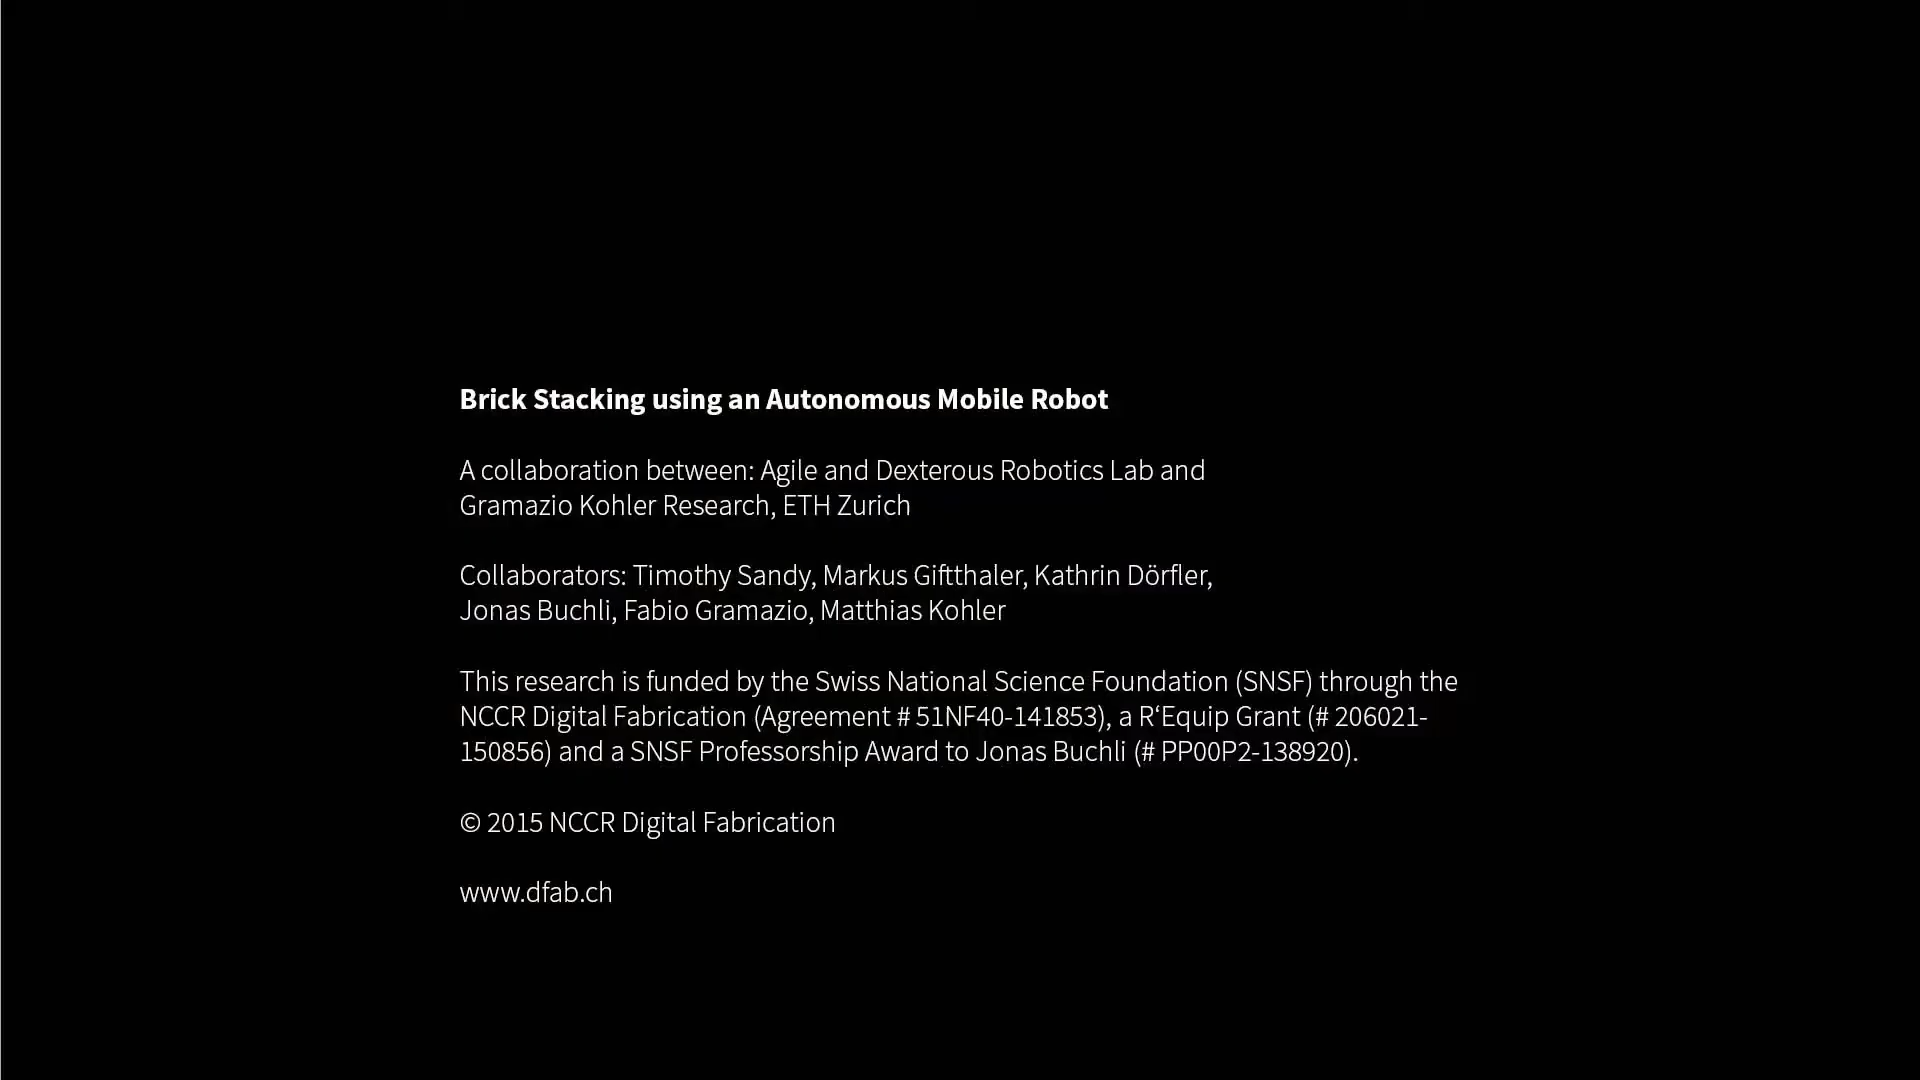 Brick Stacking using an Autonomous Mobile Robot
A collaboration between: Agile and Dexterous Robotics Lab and
Gramazio Kohler Research, ETH Zurich
Collaborators: Timothy Sandy, Markus Giftthaler, Kathrin Dörfler,
Jonas Buchli, Fabio Gramazio, Matthias Kohler
This research is funded by the Swiss National Science Foundation (SNSF) through the
NCCR Digital Fabrication (Agreement # 51NF40-141853), a R‘Equip Grant (# 206021-
150856) and a SNSF Professorship Award to Jonas Buchli (# PP00P2-138920).
© 2015 NCCR Digital Fabrication
www.dfab.ch